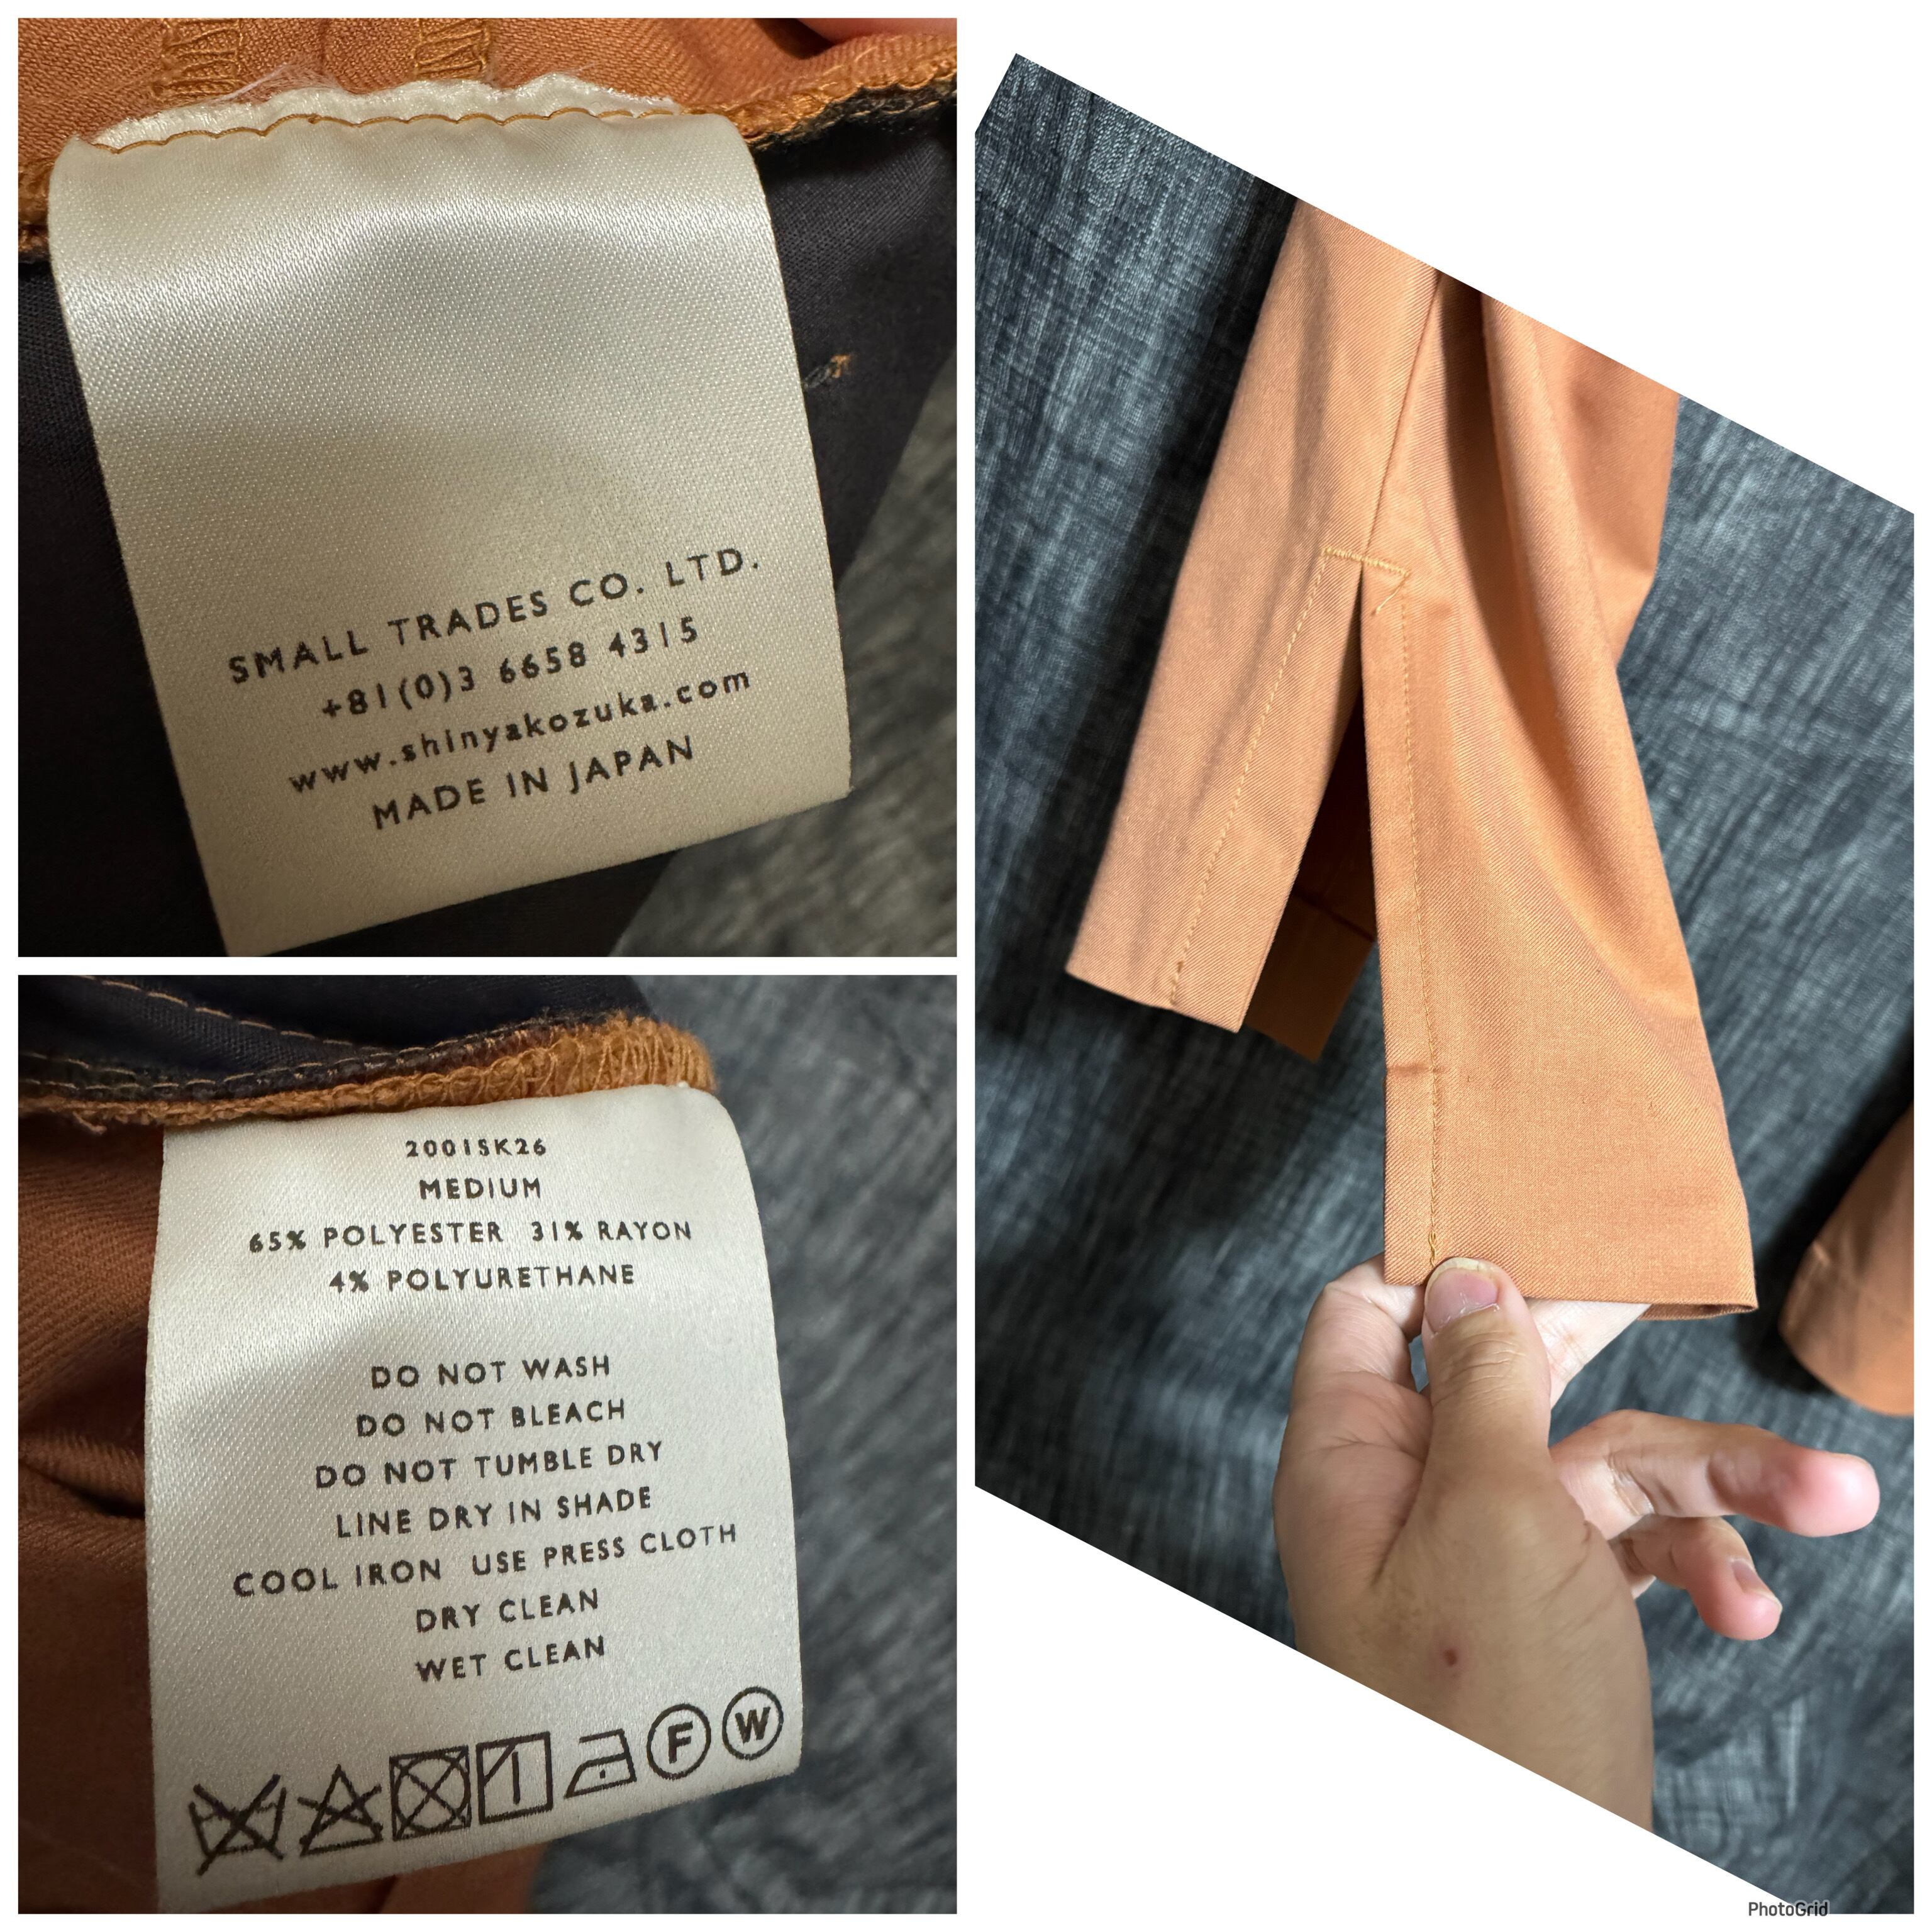 SMALL TRADES CO. LTD.
+81(0)3 6658 4315
www.shinyakozuka.com
MADE IN JAPAN
2001SK26
MEDIUM
65% POLYESTER 31% RAYON
4% POLYURETHANE
DO NOT WASH
DO NOT BLEACH
DO NOT TUMBLE DRY
LINE DRY IN SHADE
COOL IRON USE PRESS CLOTH
DRY CLEAN
WET CLEAN
F W
PhotoGrid